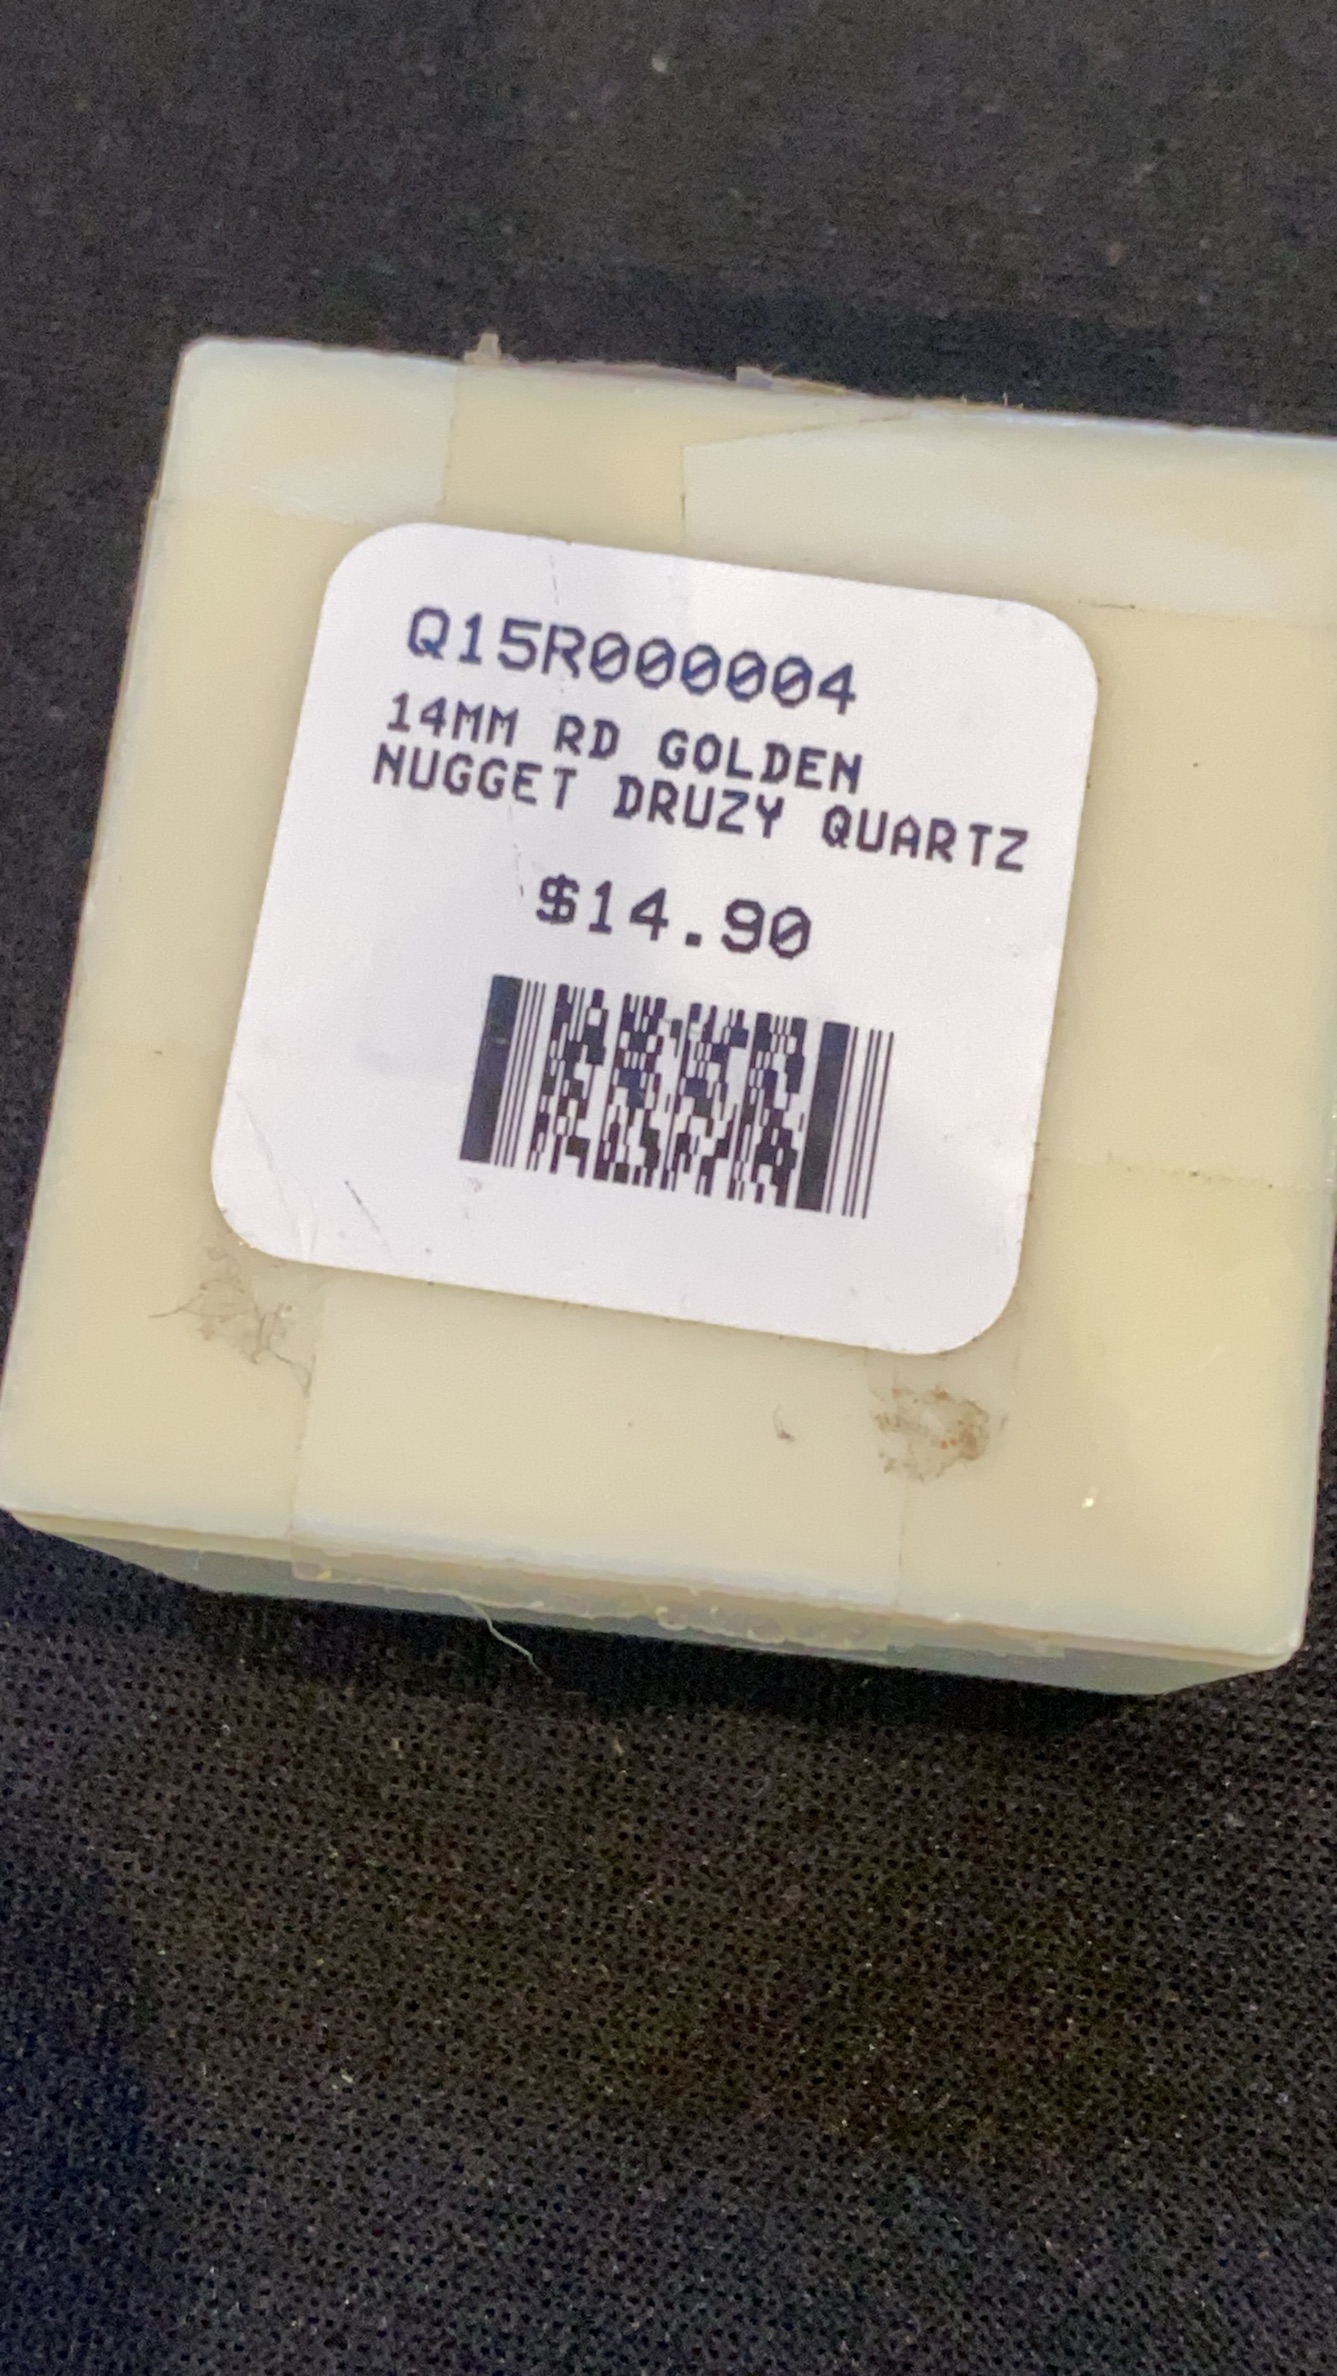 Q15R000004
14MM RD GOLDEN
NUGGET DRUZY QUARTZ
$14.90